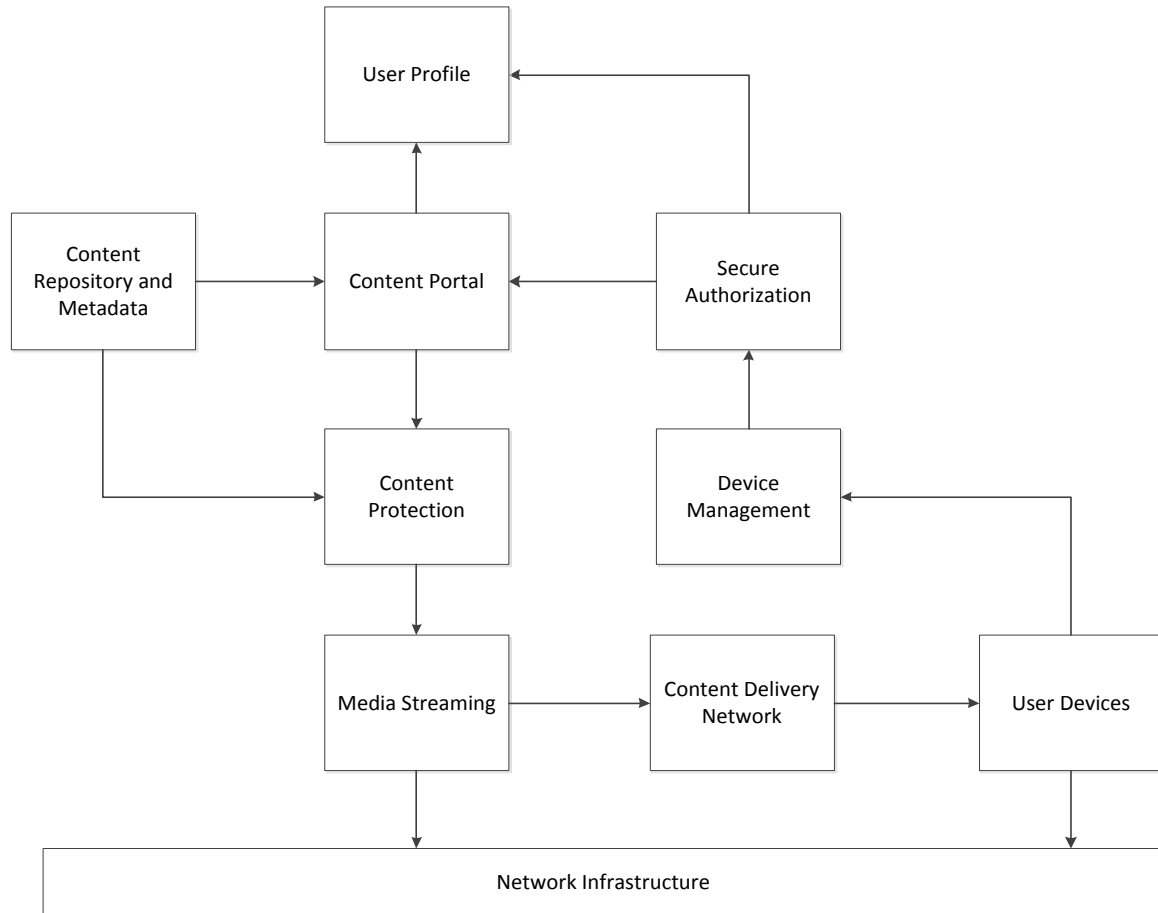 User Profile
Content
Repository and
Metadata
Content Portal
Secure
Authorization
Content
Protection
Device
Management
Media Streaming
Content Delivery
Network
User Devices
Network Infrastructure